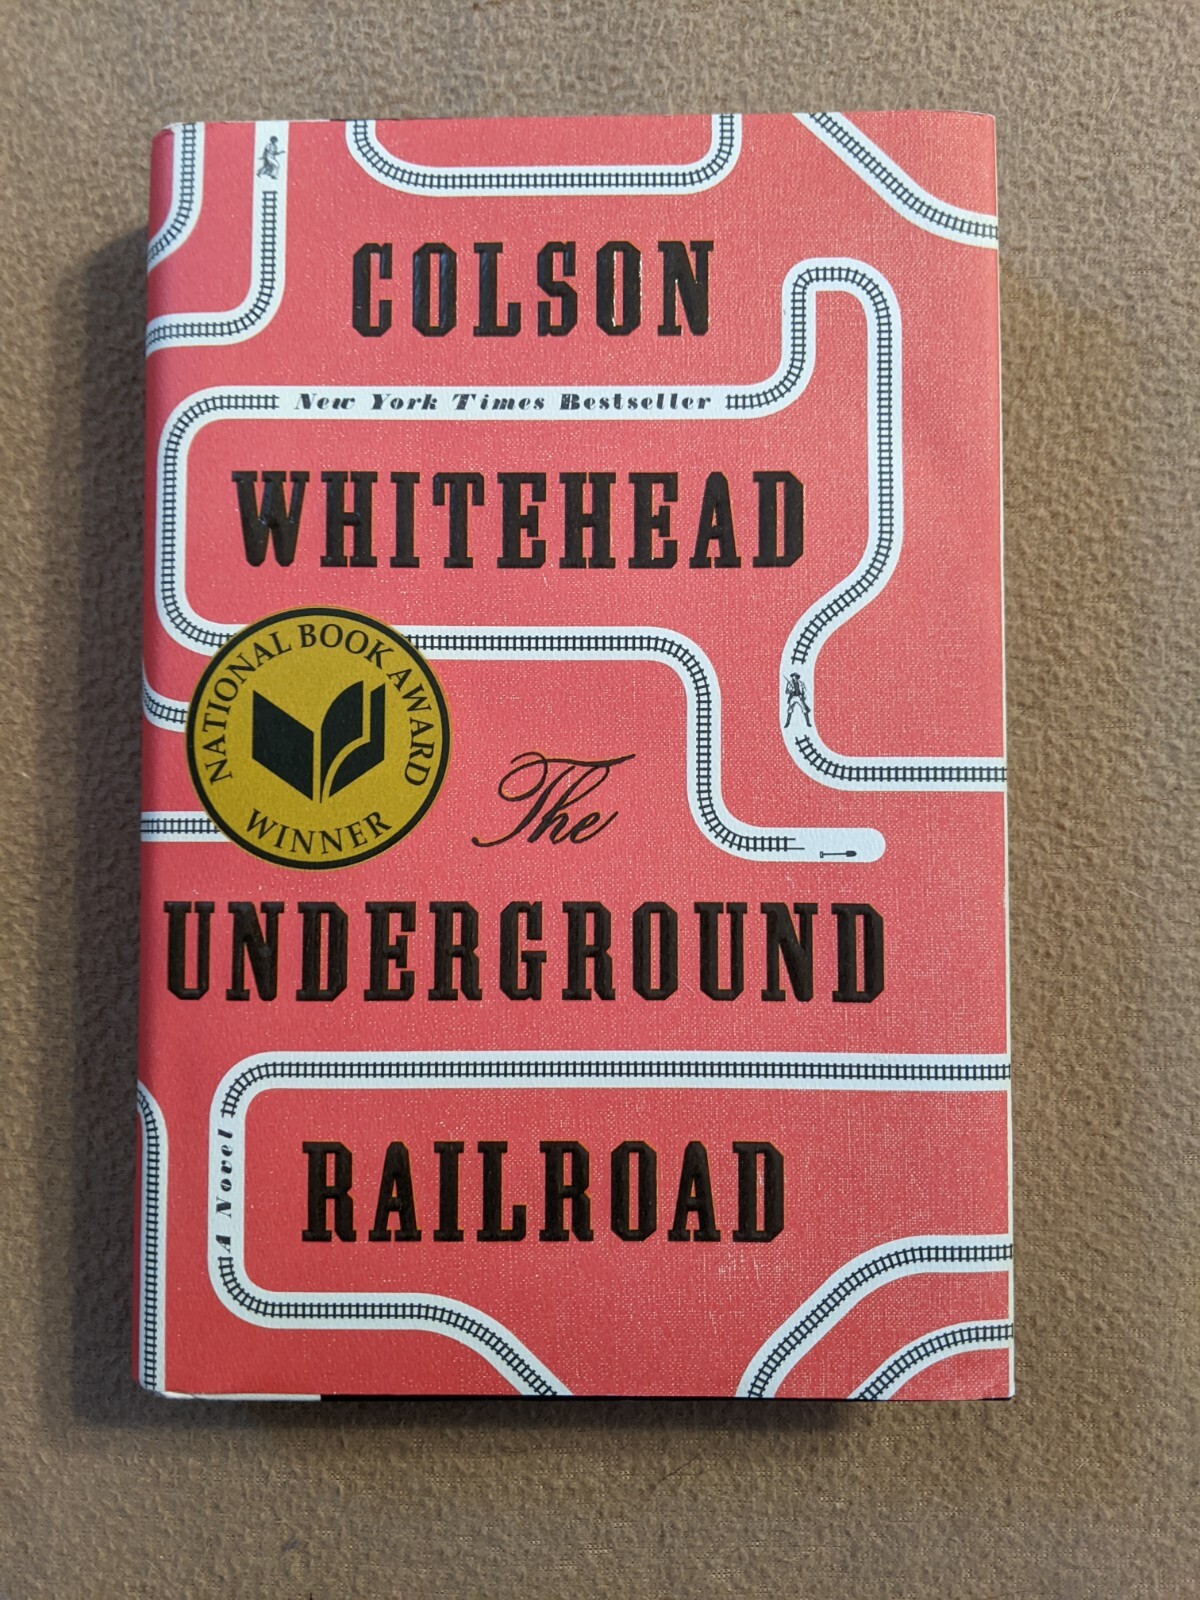 COLSON
New York Times Bestseller
WHITEHEAD
NATIONAL BOOK AWARD
WINNER
The
UNDERGROUND
A Novel
RAILROAD